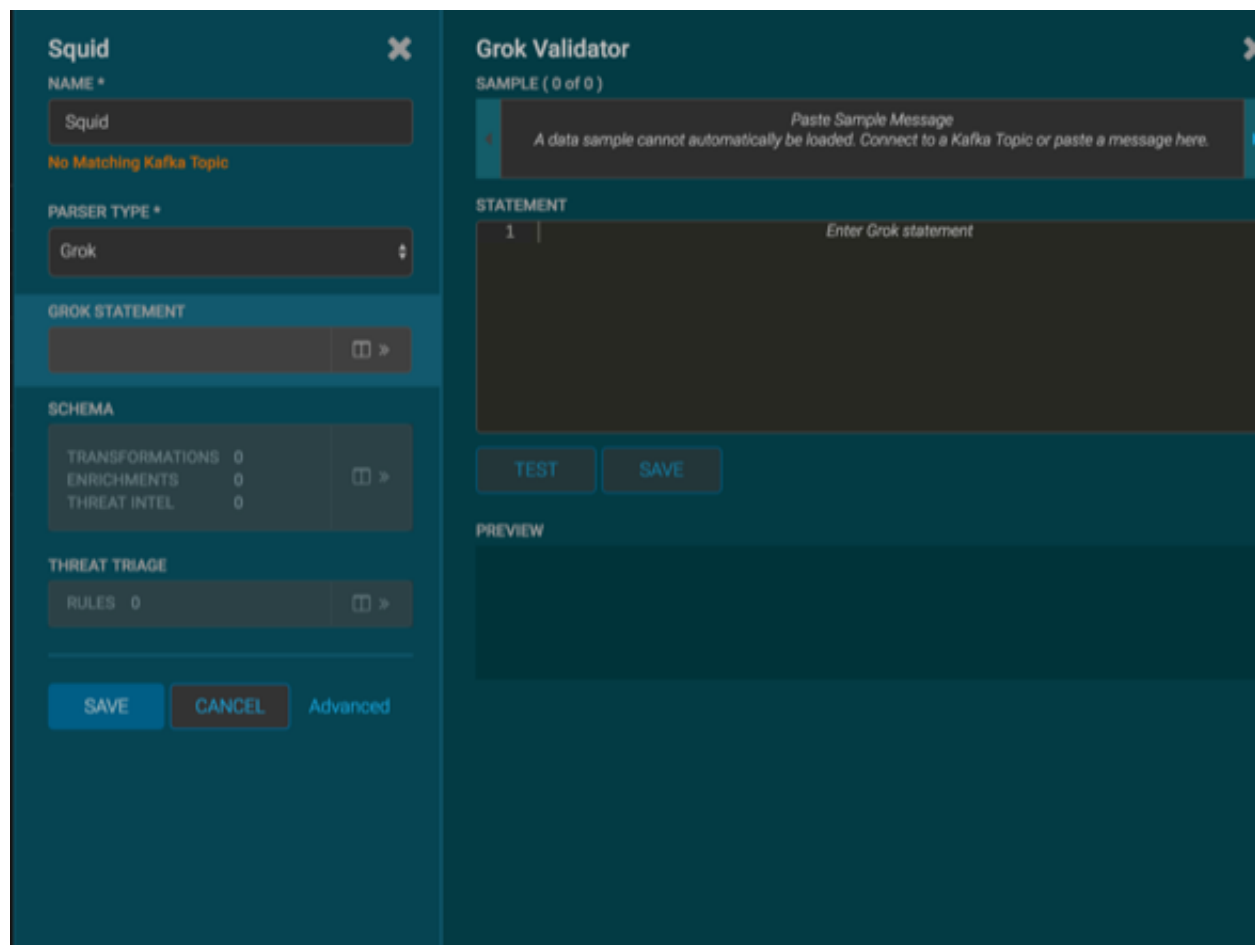 Squid
NAME *
Squid
No Matching Kafka Topic
PARSER TYPE *
Grok
GROK STATEMENT
SCHEMA
TRANSFORMATIONS 0
ENRICHMENTS 0
THREAT INTEL 0
THREAT TRIAGE
RULES 0
SAVE CANCEL Advanced
Grok Validator
SAMPLE ( 0 of 0 )
Paste Sample Message
A data sample cannot automatically be loaded. Connect to a Kafka Topic or paste a message here.
STATEMENT
1 Enter Grok statement
TEST SAVE
PREVIEW